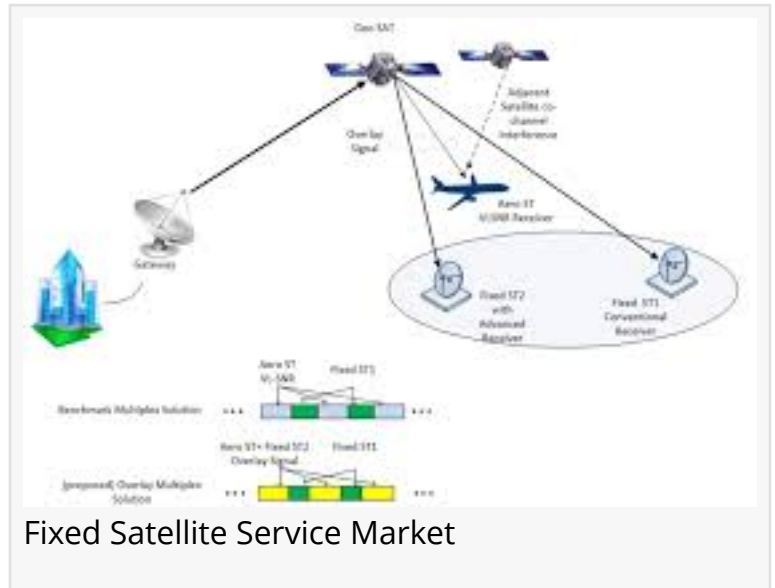 Geo SAT
Adjacent
Satellite co-
channel
Interference
Overlay
Signal
Aero ST
VLSNR Receiver
Gateway
Fixed ST2
with
Advanced
Receiver
Fixed ST1
Conventional
Receiver
Aero ST
VL-SNR
Fixed ST1
Benchmark Multiplex Solution
Aero ST+ Fixed ST2
Overlay Signal
Fixed ST1
(proposed) Overlay Multiplex
Solution
Fixed Satellite Service Market